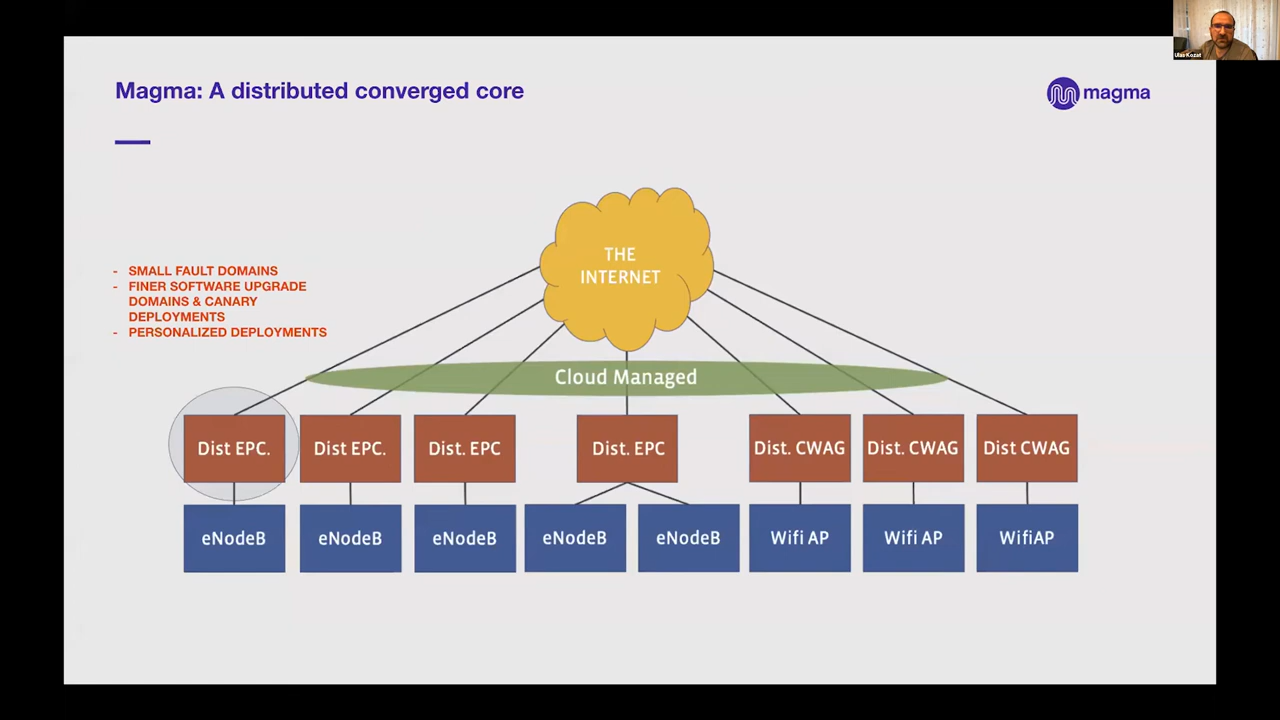 Ulas Kozat
Magma: A distributed converged core
magma
THE
INTERNET
- SMALL FAULT DOMAINS
- FINER SOFTWARE UPGRADE
DOMAINS & CANARY
DEPLOYMENTS
- PERSONALIZED DEPLOYMENTS
Cloud Managed
Dist EPC.
Dist EPC.
Dist. EPC
Dist. EPC
Dist. CWAG
Dist. CWAG
Dist CWAG
eNodeB
eNodeB
eNodeB
eNodeB
eNodeB
Wifi AP
Wifi AP
WifiAP